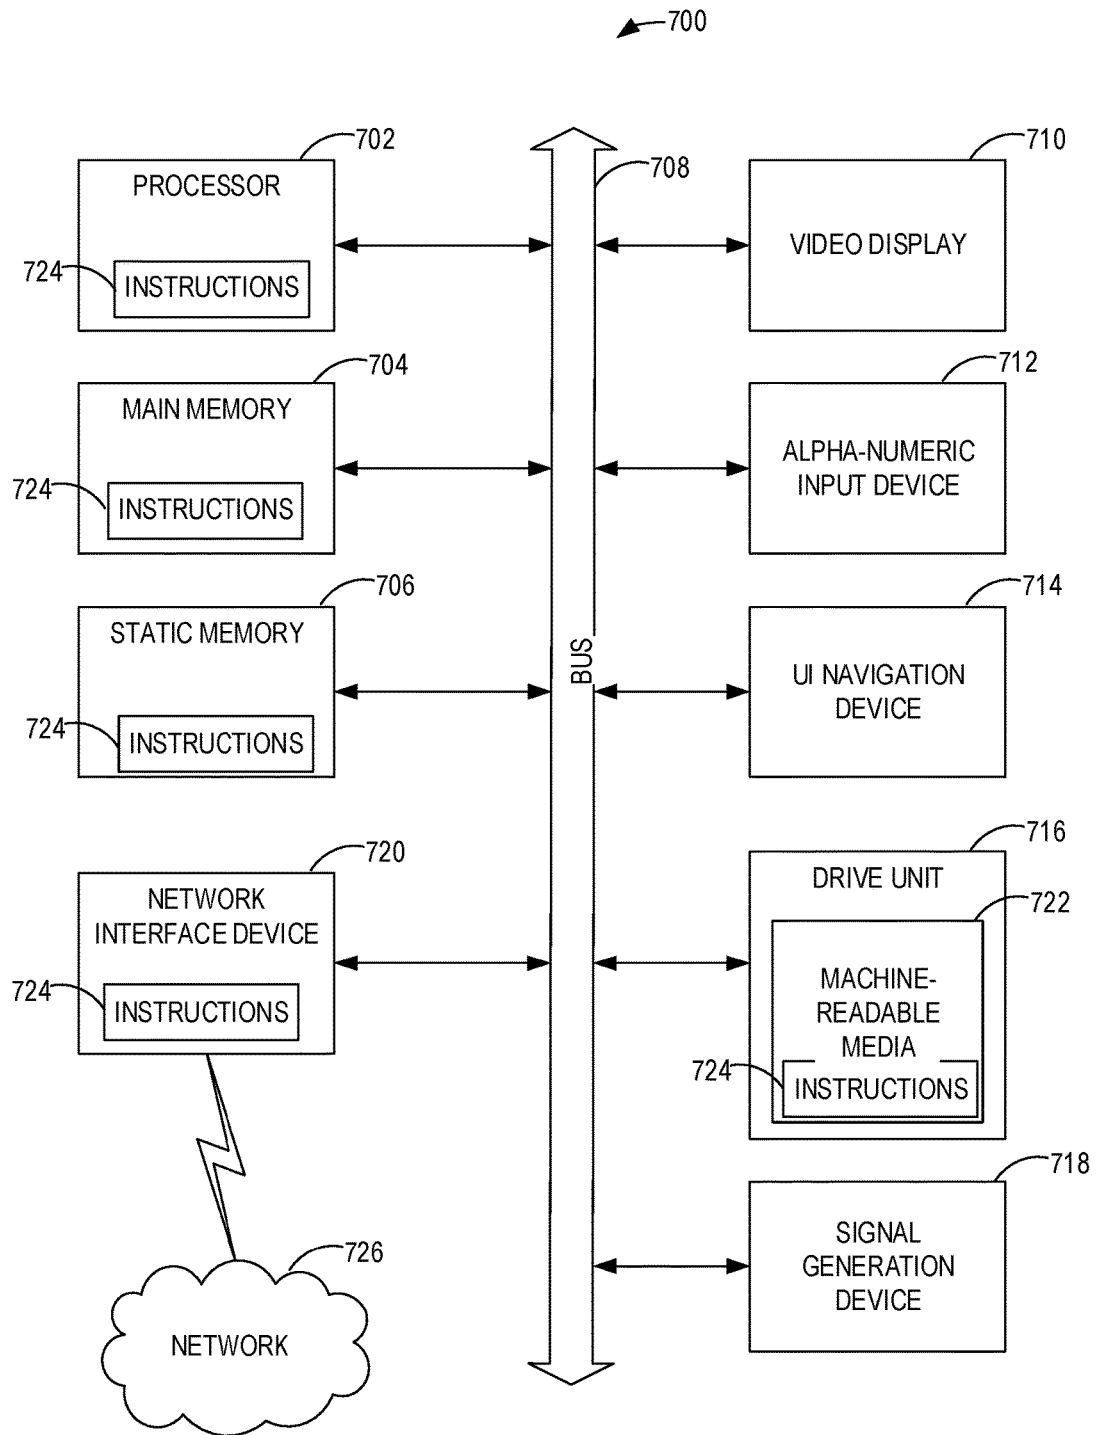 700
702
PROCESSOR
724
INSTRUCTIONS
704
MAIN MEMORY
724
INSTRUCTIONS
706
STATIC MEMORY
724
INSTRUCTIONS
720
NETWORK
INTERFACE DEVICE
724
INSTRUCTIONS
726
NETWORK
708
BUS
710
VIDEO DISPLAY
712
ALPHA-NUMERIC
INPUT DEVICE
714
UI NAVIGATION
DEVICE
716
DRIVE UNIT
722
MACHINE-
READABLE
MEDIA
724
INSTRUCTIONS
718
SIGNAL
GENERATION
DEVICE